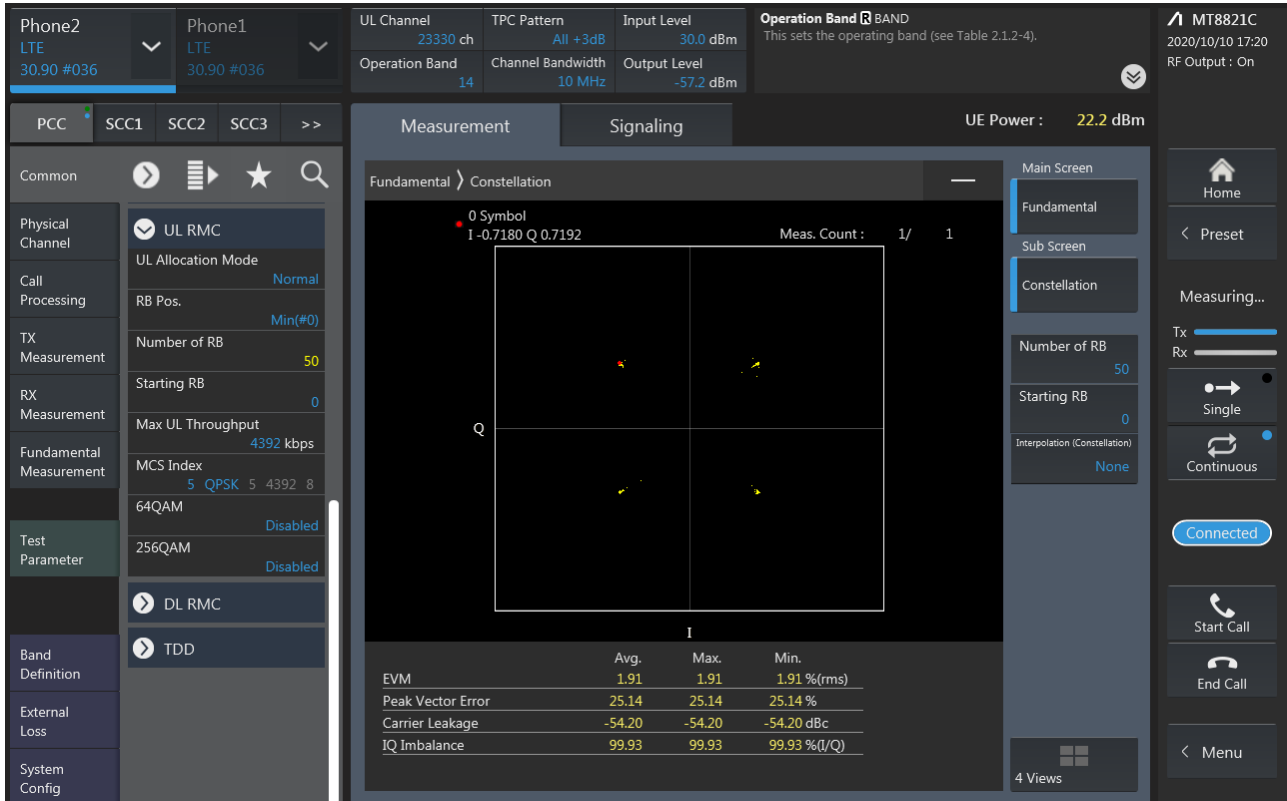 Phone2
LTE
30.90 #036
Phone1
LTE
30.90 #036
UL Channel
23330 ch
TPC Pattern
All +3dB
Input Level
30.0 dBm
Operation Band
14
Channel Bandwidth
10 MHz
Output Level
-57.2 dBm
Operation Band R BAND
This sets the operating band (see Table 2.1.2-4).
MT8821C
2020/10/10 17:20
RF Output : On
PCC SCC1 SCC2 SCC3 >>
Measurement
Signaling
UE Power : 22.2 dBm
Common
Physical
Channel
Call
Processing
TX
Measurement
RX
Measurement
Fundamental
Measurement
Test
Parameter
Band
Definition
External
Loss
System
Config
UL RMC
UL Allocation Mode
Normal
RB Pos.
Min(#0)
Number of RB
50
Starting RB
0
Max UL Throughput
4392 kbps
MCS Index
5 QPSK 5 4392 8
64QAM
Disabled
256QAM
Disabled
DL RMC
TDD
Fundamental 〉 Constellation
0 Symbol
I -0.7180 Q 0.7192
Meas. Count : 1/ 1
Q
I
Avg. Max. Min.
EVM 1.91 1.91 1.91 %(rms)
Peak Vector Error 25.14 25.14 25.14 %
Carrier Leakage -54.20 -54.20 -54.20 dBc
IQ Imbalance 99.93 99.93 99.93 %(I/Q)
Main Screen
Fundamental
Sub Screen
Constellation
Number of RB
50
Starting RB
0
Interpolation (Constellation)
None
4 Views
Home
< Preset
Measuring...
Tx
Rx
Single
Continuous
Connected
Start Call
End Call
< Menu